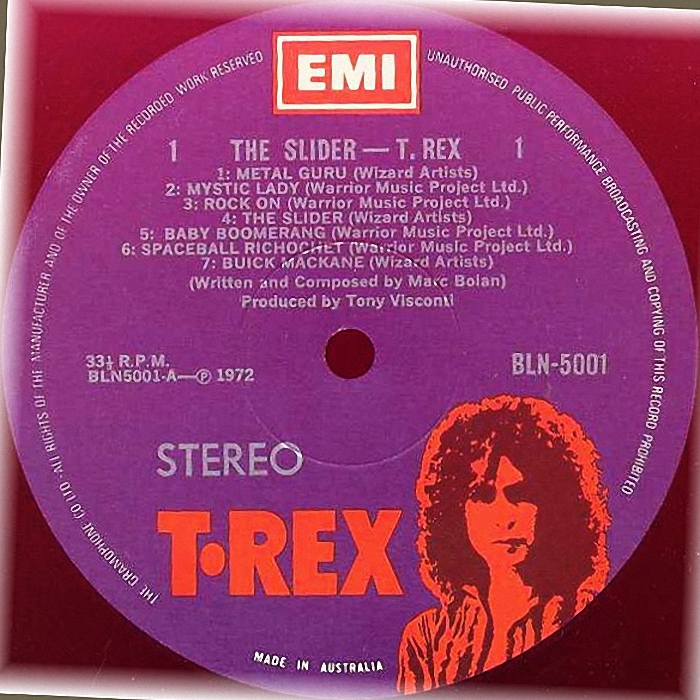 EMI
THE GRAMOPHONE CO LTD · ALL RIGHTS OF THE MANUFACTURER AND OF THE OWNER OF THE RECORDED WORK RESERVED
UNAUTHORISED PUBLIC PERFORMANCE BROADCASTING AND COPYING OF THIS RECORD PROHIBITED
1 THE SLIDER — T. REX 1
1: METAL GURU (Wizard Artists)
2: MYSTIC LADY (Warrior Music Project Ltd.)
3: ROCK ON (Warrior Music Project Ltd.)
4: THE SLIDER (Wizard Artists)
5: BABY BOOMERANG (Warrior Music Project Ltd.)
6: SPACEBALL RICHOCHET (Warrior Music Project Ltd.)
7: BUICK MACKANE (Wizard Artists)
(Written and Composed by Marc Bolan)
Produced by Tony Visconti
33⅓ R.P.M.
BLN5001-A—℗ 1972
BLN-5001
STEREO
T·REX
MADE IN AUSTRALIA